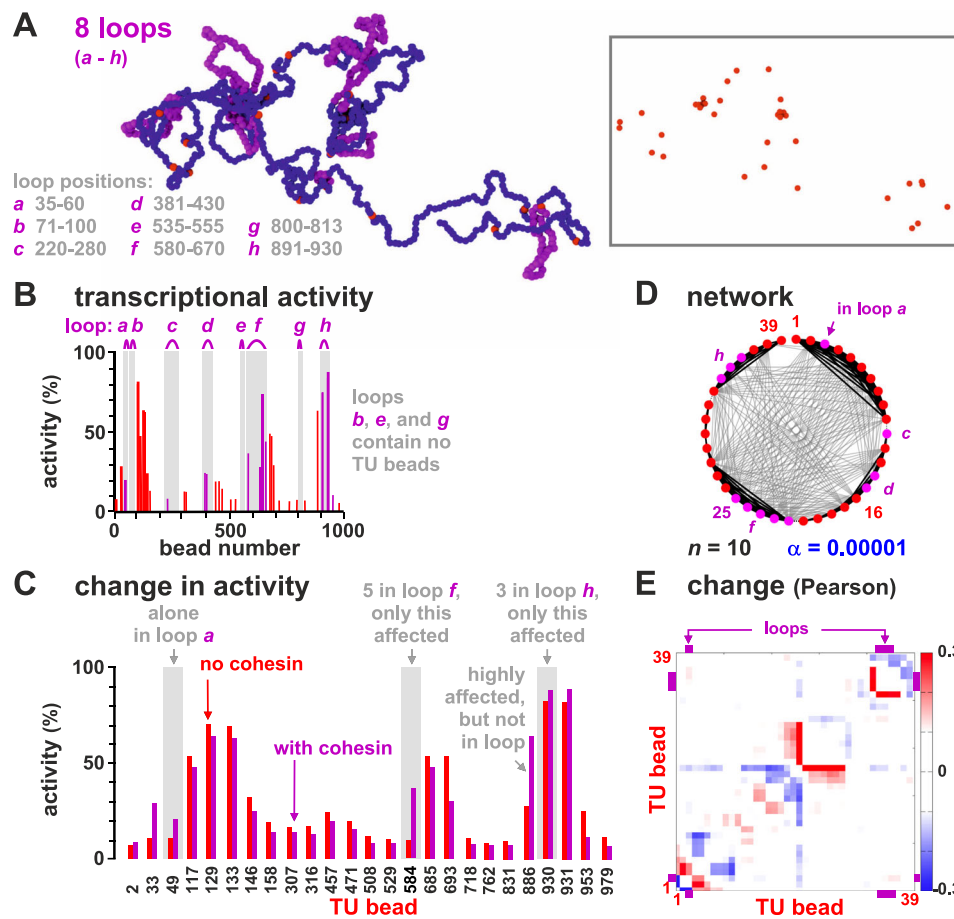 A
8 loops
(a - h)
loop positions:
a 35-60 d 381-430
b 71-100 e 535-555 g 800-813
c 220-280 f 580-670 h 891-930
B transcriptional activity
loop: a b c d e f g h
activity (%)
100
50
0
0 500 1000
bead number
loops
b, e, and g
contain no
TU beads
D network
39 1 in loop a
h
c
d
25 16
f
n = 10 α = 0.00001
C change in activity
alone
in loop a
5 in loop f,
only this
affected
3 in loop h,
only this
affected
highly
affected,
but not
in loop
no cohesin
with cohesin
activity (%)
100
50
0
2 33 49 117 129 133 146 158 307 316 457 471 508 529 584 685 693 718 762 831 886 930 931 953 979
TU bead
E change (Pearson)
loops
39
TU bead
1
1 39
TU bead
0.3
0
-0.3